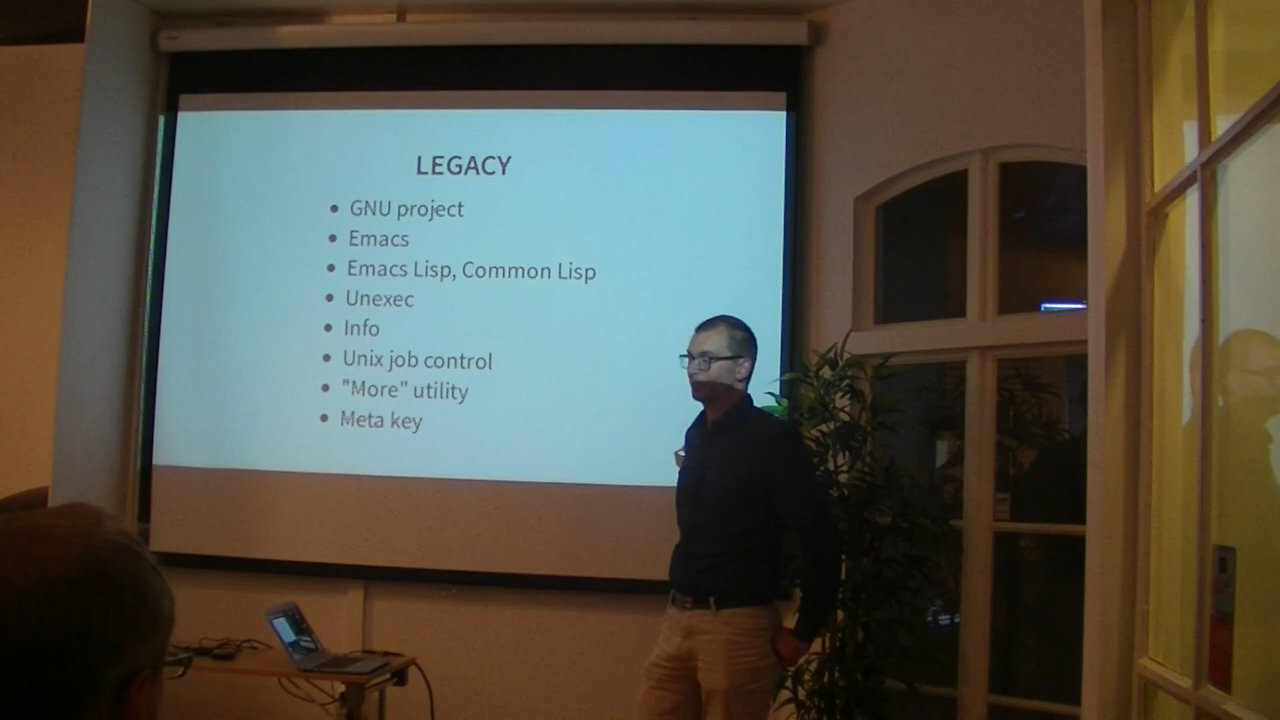 LEGACY
GNU project
Emacs
Emacs Lisp, Common Lisp
Unexec
Info
Unix job control
"More" utility
Meta key